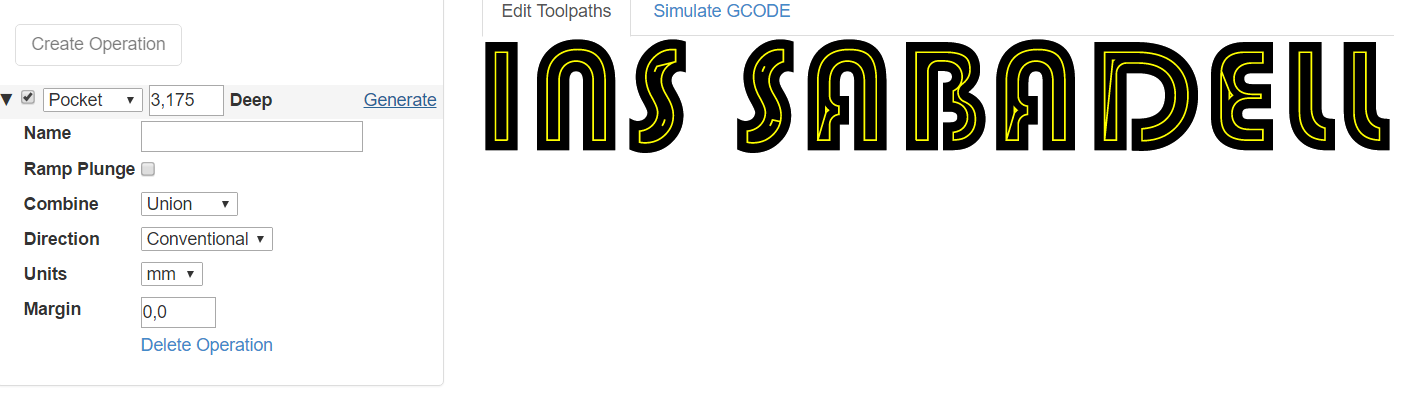 Create Operation
Pocket 3,175 Deep Generate
Name
Ramp Plunge
Combine Union
Direction Conventional
Units mm
Margin 0,0
Delete Operation
Edit Toolpaths Simulate GCODE
INS SABADELL